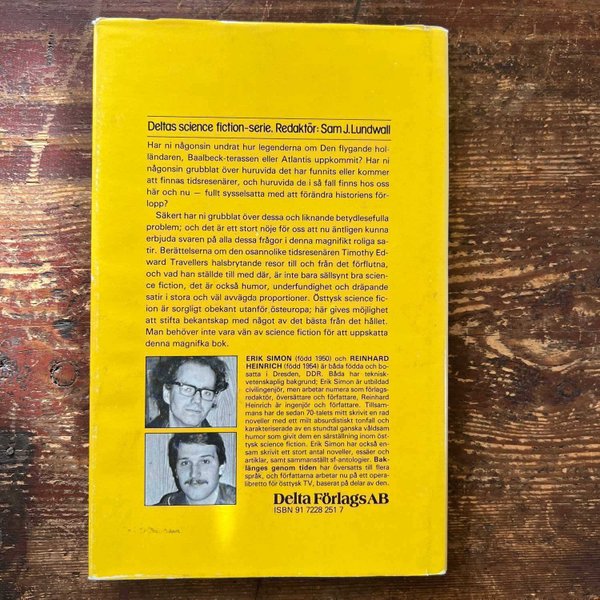 Deltas science fiction-serie. Redaktör: Sam J. Lundwall
Har ni någonsin undrat hur legenderna om Den flygande hol-
ländaren, Baalbeck-terassen eller Atlantis uppkommit? Har ni
någonsin grubblat över huruvida det har funnits eller kommer
att finnas tidsresenärer, och huruvida de i så fall finns hos oss
här och nu — fullt sysselsatta med att förändra historiens för-
lopp?
Säkert har ni grubblat över dessa och liknande betydlesefulla
problem; och det är ett stort nöje för oss att nu äntligen kunna
erbjuda svaren på alla dessa frågor i denna magnifikt roliga sa-
tir. Berättelserna om den osannolike tidsresenären Timothy Ed-
ward Travellers halsbrytande resor till och från det förflutna,
och vad han ställde till med där, är inte bara sällsynt bra scien-
ce fiction, det är också humor, underfundighet och dräpande
satir i stora och väl avvägda proportioner. Östtysk science fic-
tion är sorgligt obekant utanför östeuropa; här gives möjlighet
att stifta bekantskap med något av det bästa från det hållet.
Man behöver inte vara vän av science fiction för att uppskatta
denna magnifka bok.
ERIK SIMON (född 1950) och REINHARD
HEINRICH (född 1954) är båda födda och bo-
satta i Dresden, DDR. Båda har teknisk-
vetenskaplig bakgrund; Erik Simon är utbildad
civilingenjör, men arbetar numera som förlags-
redaktör, översättare och författare, Reinhard
Heinrich är ingenjör och författare. Tillsam-
mans har de sedan 70-talets mitt skrivit en rad
noveller med ett milt absurdistiskt tonfall och
karakteriserade av en stundtal ganska våldsam
humor som givit dem en särställning inom öst-
tysk science fiction. Erik Simon har också en-
sam skrivit ett stort antal noveller, essäer och
artiklar, samt sammanställt sf-antologier. Bak-
länges genom tiden har översatts till flera
språk, och författarna arbetar nu på ett opera-
libretto för östtysk TV, baserat på delar av den.
Delta Förlags AB
ISBN 91 7228 251 7